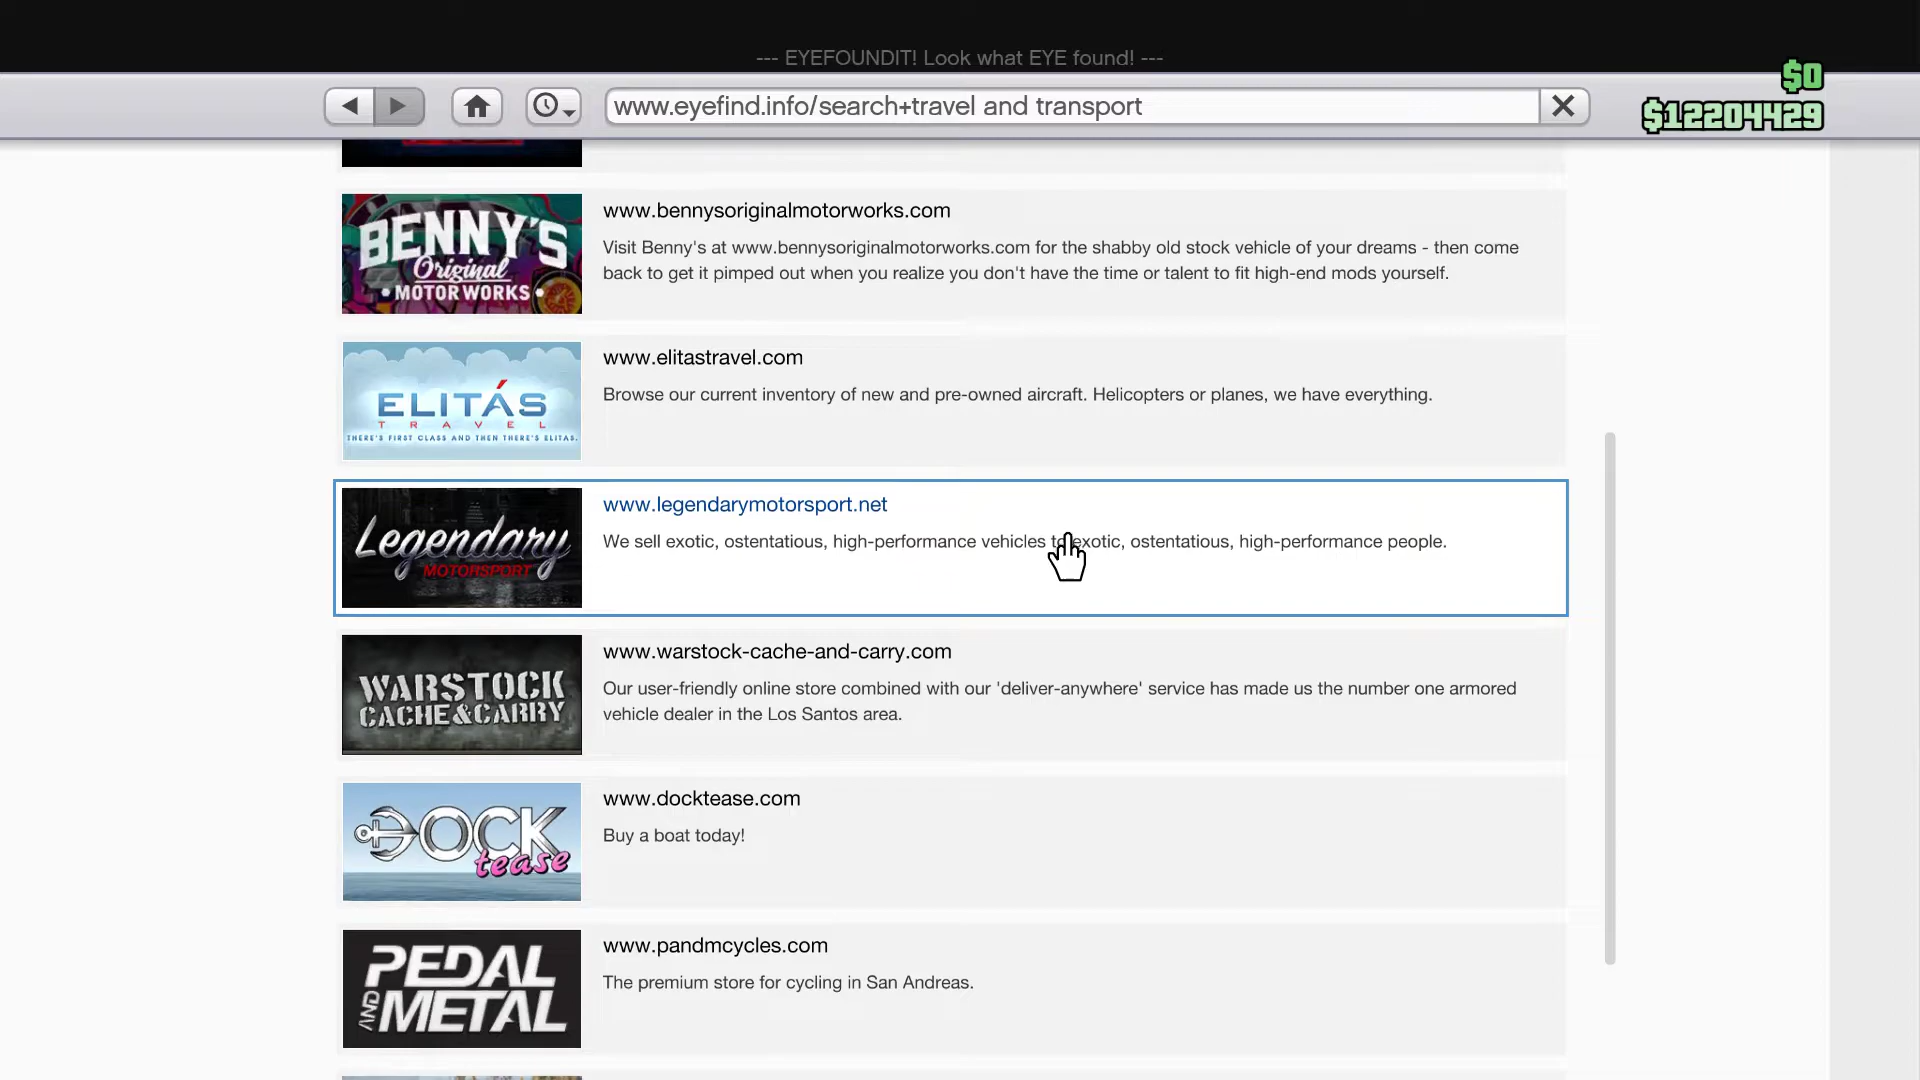 --- EYEFOUNDIT! Look what EYE found! ---
$0
www.eyefind.info/search+travel and transport
$12204429
BENNY'S
Original
MOTOR WORKS
www.bennysoriginalmotorworks.com
Visit Benny's at www.bennysoriginalmotorworks.com for the shabby old stock vehicle of your dreams - then come
back to get it pimped out when you realize you don't have the time or talent to fit high-end mods yourself.
ELITÁS
TRAVEL
THERE'S FIRST CLASS AND THEN THERE'S ELITAS.
www.elitastravel.com
Browse our current inventory of new and pre-owned aircraft. Helicopters or planes, we have everything.
Legendary
MOTORSPORT
www.legendarymotorsport.net
We sell exotic, ostentatious, high-performance vehicles to exotic, ostentatious, high-performance people.
WARSTOCK
CACHE&CARRY
www.warstock-cache-and-carry.com
Our user-friendly online store combined with our 'deliver-anywhere' service has made us the number one armored
vehicle dealer in the Los Santos area.
DOCK
tease
www.docktease.com
Buy a boat today!
PEDAL
AND METAL
www.pandmcycles.com
The premium store for cycling in San Andreas.